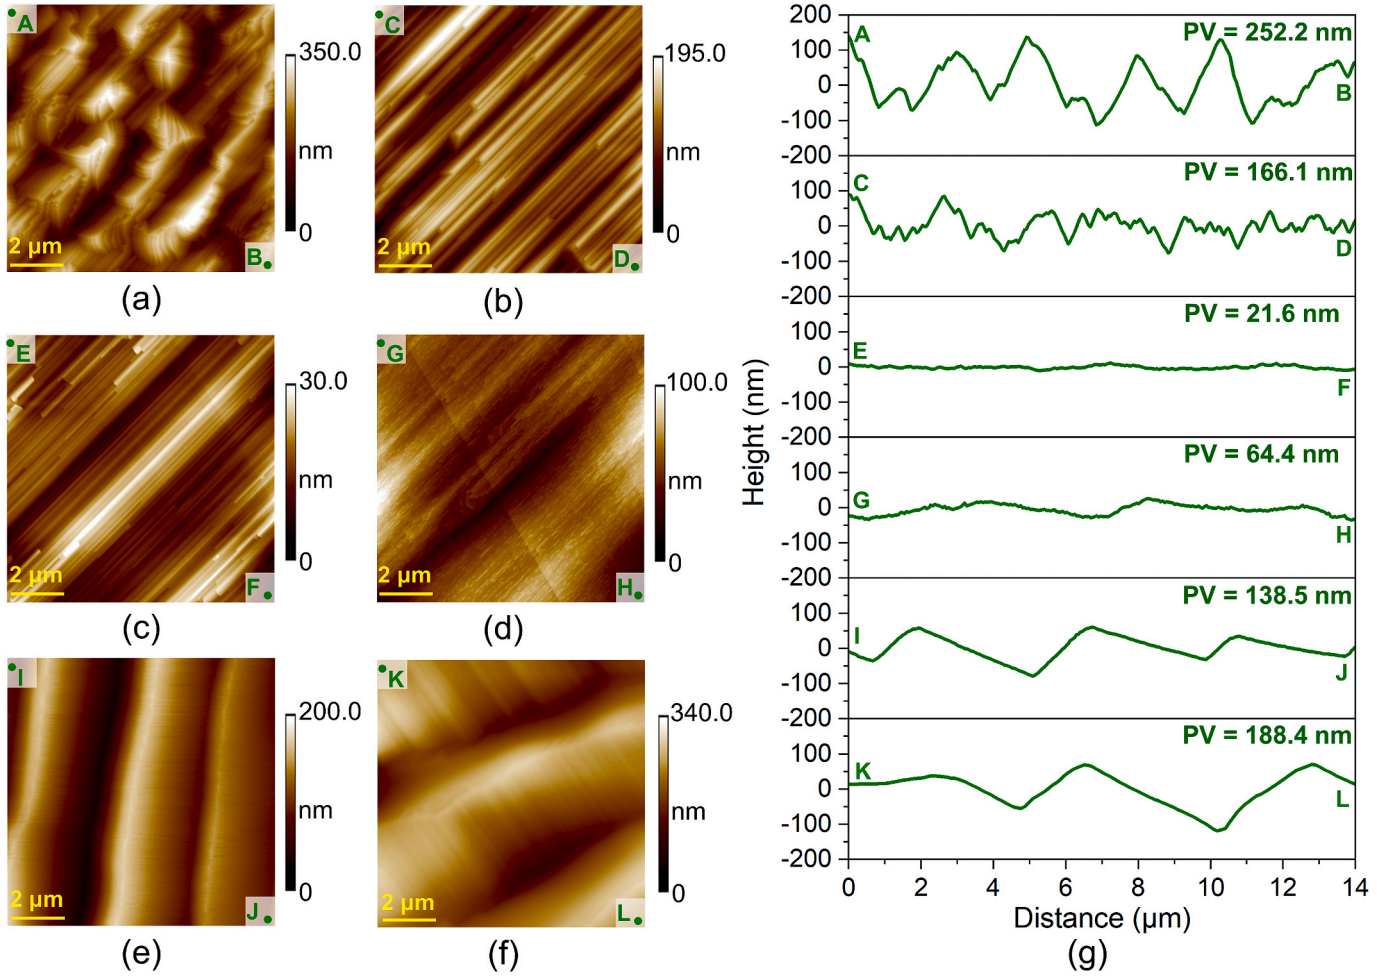 A
350.0
nm
0
2 µm
B
(a)
C
195.0
nm
0
2 µm
D
(b)
E
30.0
nm
0
2 µm
F
(c)
G
100.0
nm
0
2 µm
H
(d)
I
200.0
nm
0
2 µm
J
(e)
K
340.0
nm
0
2 µm
L
(f)
Height (nm)
200
100
0
-100
-200
A
PV = 252.2 nm
B
100
0
-100
-200
C
PV = 166.1 nm
D
100
0
-100
-200
E
PV = 21.6 nm
F
100
0
-100
-200
G
PV = 64.4 nm
H
100
0
-100
-200
I
PV = 138.5 nm
J
100
0
-100
-200
K
PV = 188.4 nm
L
0 2 4 6 8 10 12 14
Distance (µm)
(g)